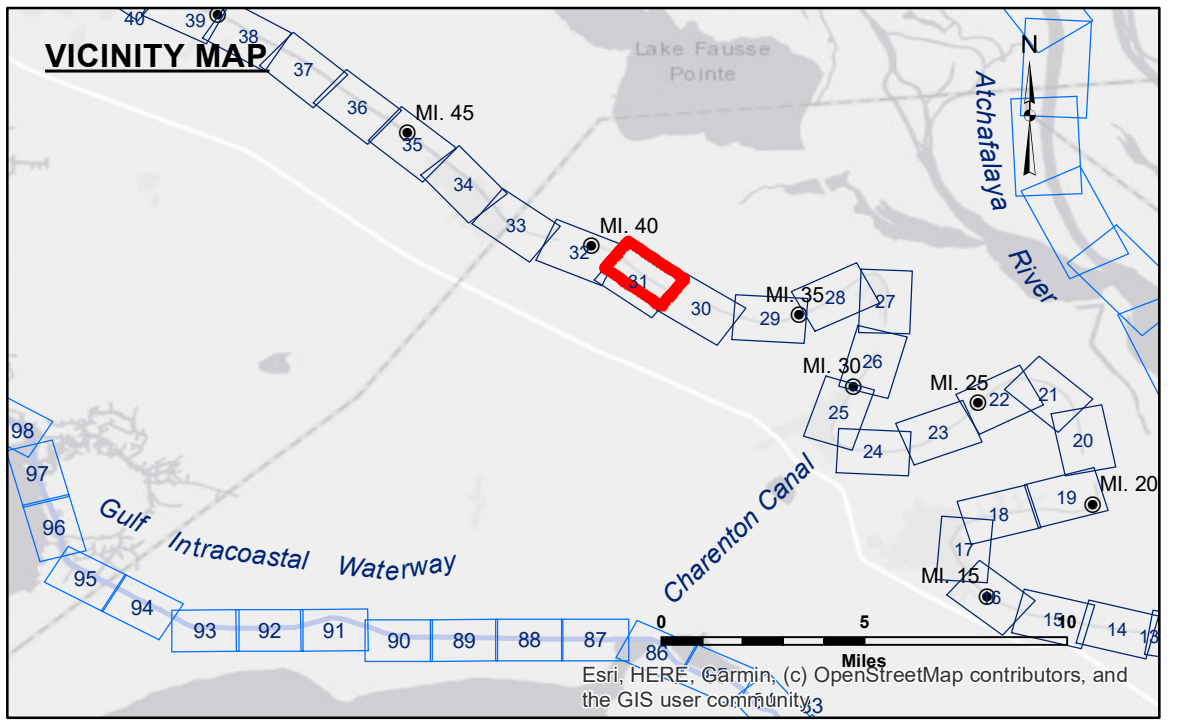 40
39
38
VICINITY MAP
37
Lake Fausse
Pointe
N
36
MI. 45
35
Atchafalaya
34
33
MI. 40
32
31
River
30
29
MI. 35
28
27
26
MI. 30
25
MI. 25
22
21
23
20
24
98
97
96
Gulf
Intracoastal
Waterway
Charenton Canal
MI. 20
19
18
17
MI. 15
95
94
93
92
91
90
89
88
87
86
15
14
13
0
5
10
Miles
Esri, HERE, Garmin, (c) OpenStreetMap contributors, and
the GIS user community